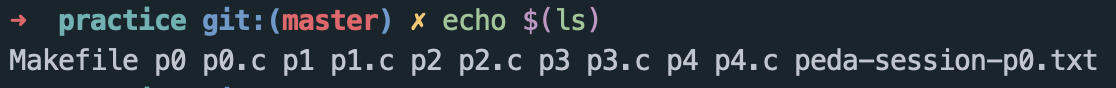 → practice git:(master) ✗ echo $(ls)
Makefile p0 p0.c p1 p1.c p2 p2.c p3 p3.c p4 p4.c peda-session-p0.txt